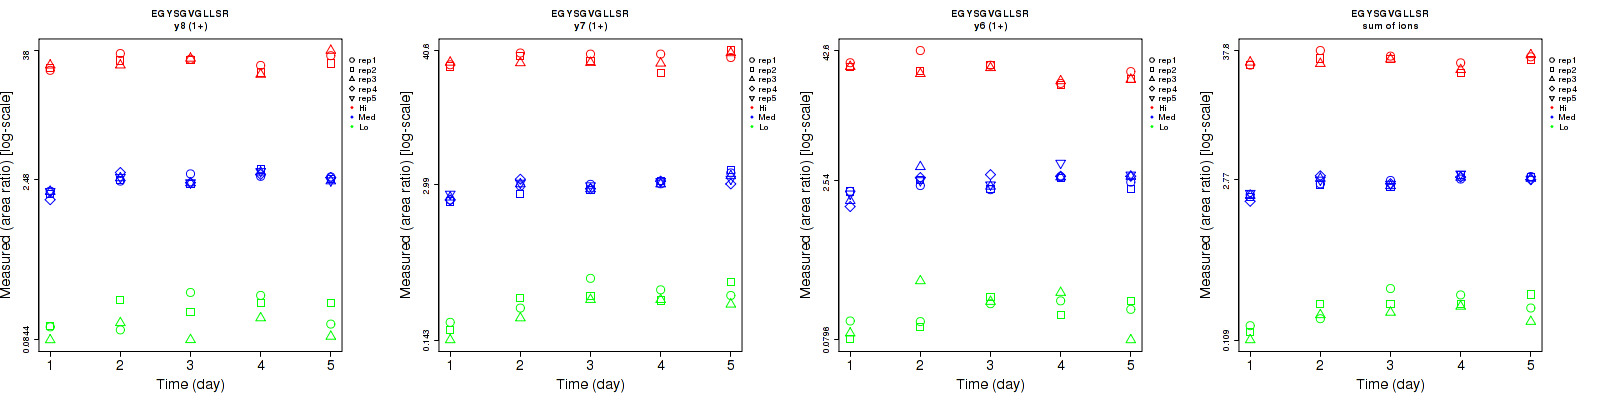 EGYSGVGLLSR
y8 (1+)
38
2.48
0.0844
Measured (area ratio) [log-scale]
1 2 3 4 5
Time (day)
rep1
rep2
rep3
rep4
rep5
Hi
Med
Lo
EGYSGVGLLSR
y7 (1+)
40.6
2.99
0.143
Measured (area ratio) [log-scale]
1 2 3 4 5
Time (day)
rep1
rep2
rep3
rep4
rep5
Hi
Med
Lo
EGYSGVGLLSR
y6 (1+)
42.6
2.54
0.0796
Measured (area ratio) [log-scale]
1 2 3 4 5
Time (day)
rep1
rep2
rep3
rep4
rep5
Hi
Med
Lo
EGYSGVGLLSR
sum of ions
37.8
2.77
0.109
Measured (area ratio) [log-scale]
1 2 3 4 5
Time (day)
rep1
rep2
rep3
rep4
rep5
Hi
Med
Lo